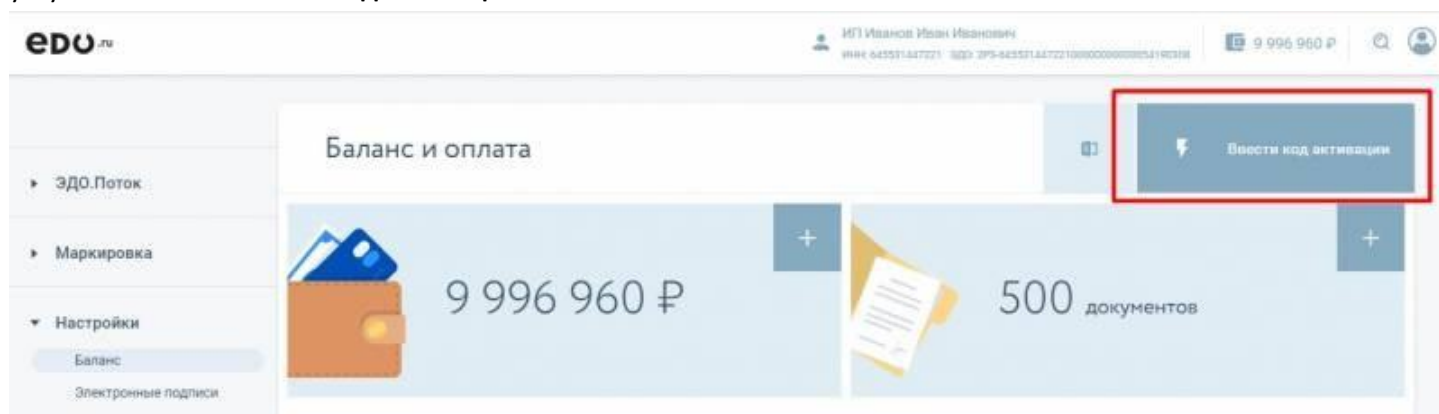 eDU.ru
ИП Иванов Иван Иванович
9 996 960 ₽
Баланс и оплата
Ввести код активации
ЭДО.Поток
Маркировка
Настройки
Баланс
Электронные подписи
9 996 960 ₽
500 документов